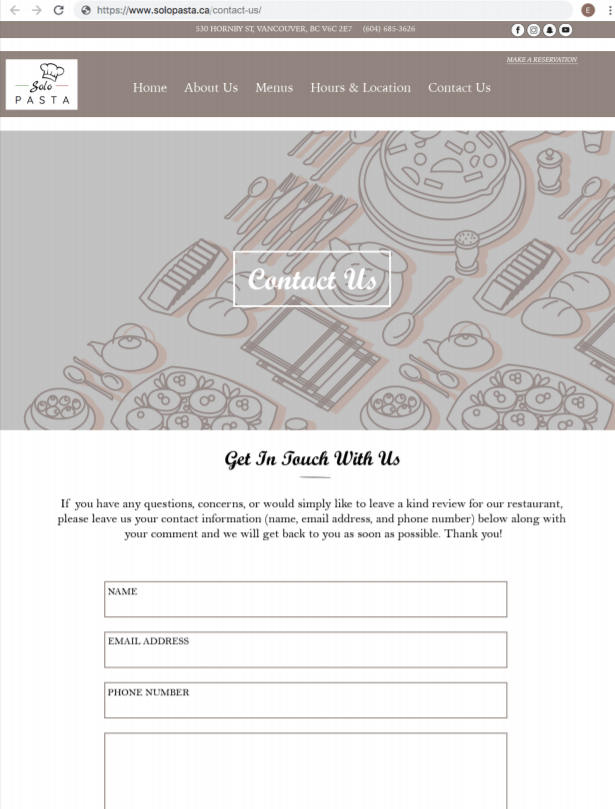 https://www.solopasta.ca/contact-us/
E
530 HORNBY ST, VANCOUVER, BC V6C 2E7 (604) 685-3626
MAKE A RESERVATION
Solo
PASTA
Home About Us Menus Hours & Location Contact Us
Contact Us
Get In Touch With Us
If you have any questions, concerns, or would simply like to leave a kind review for our restaurant,
please leave us your contact information (name, email address, and phone number) below along with
your comment and we will get back to you as soon as possible. Thank you!
NAME
EMAIL ADDRESS
PHONE NUMBER